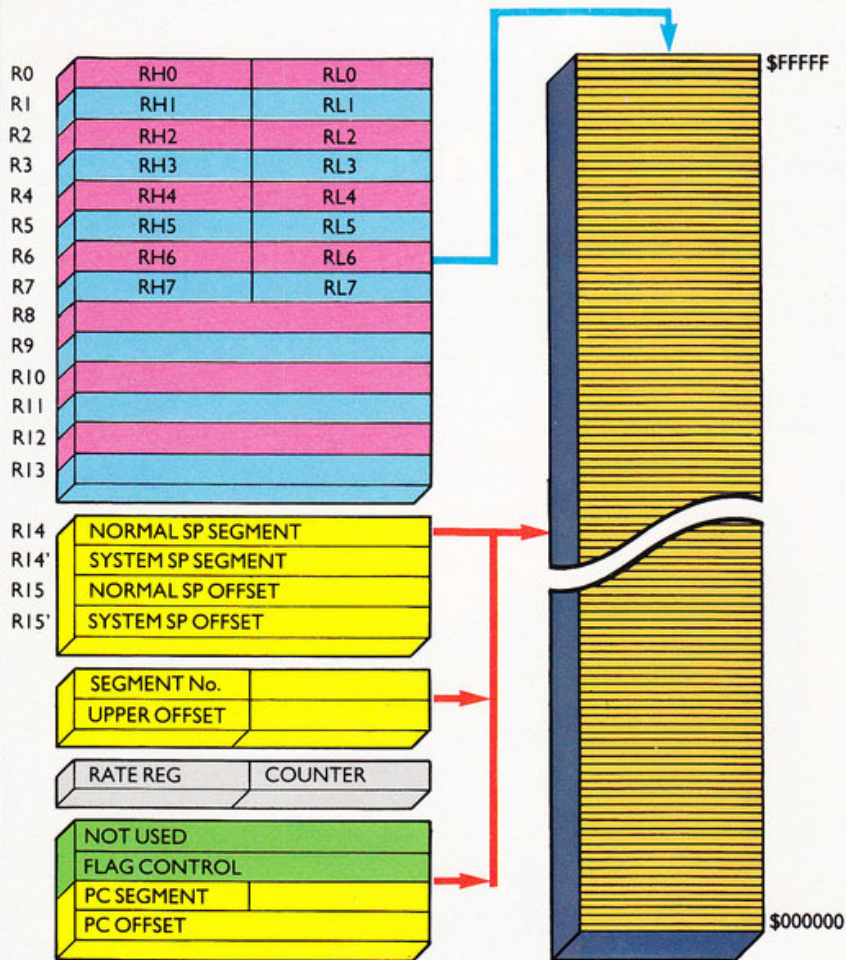 $FFFFF
R0 RH0 RL0
R1 RH1 RL1
R2 RH2 RL2
R3 RH3 RL3
R4 RH4 RL4
R5 RH5 RL5
R6 RH6 RL6
R7 RH7 RL7
R8
R9
R10
R11
R12
R13
R14 NORMAL SP SEGMENT
R14' SYSTEM SP SEGMENT
R15 NORMAL SP OFFSET
R15' SYSTEM SP OFFSET
SEGMENT No.
UPPER OFFSET
RATE REG COUNTER
NOT USED
FLAG CONTROL
PC SEGMENT
PC OFFSET
$000000